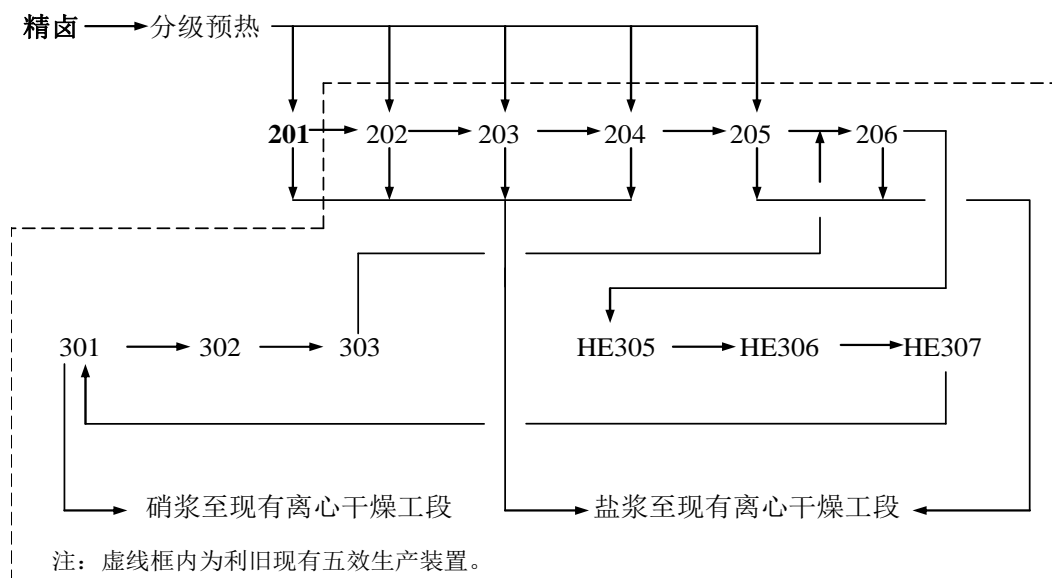 精卤 分级预热
201 202 203 204 205 206
301 302 303 HE305 HE306 HE307
硝浆至现有离心干燥工段 盐浆至现有离心干燥工段
注：虚线框内为利旧现有五效生产装置。